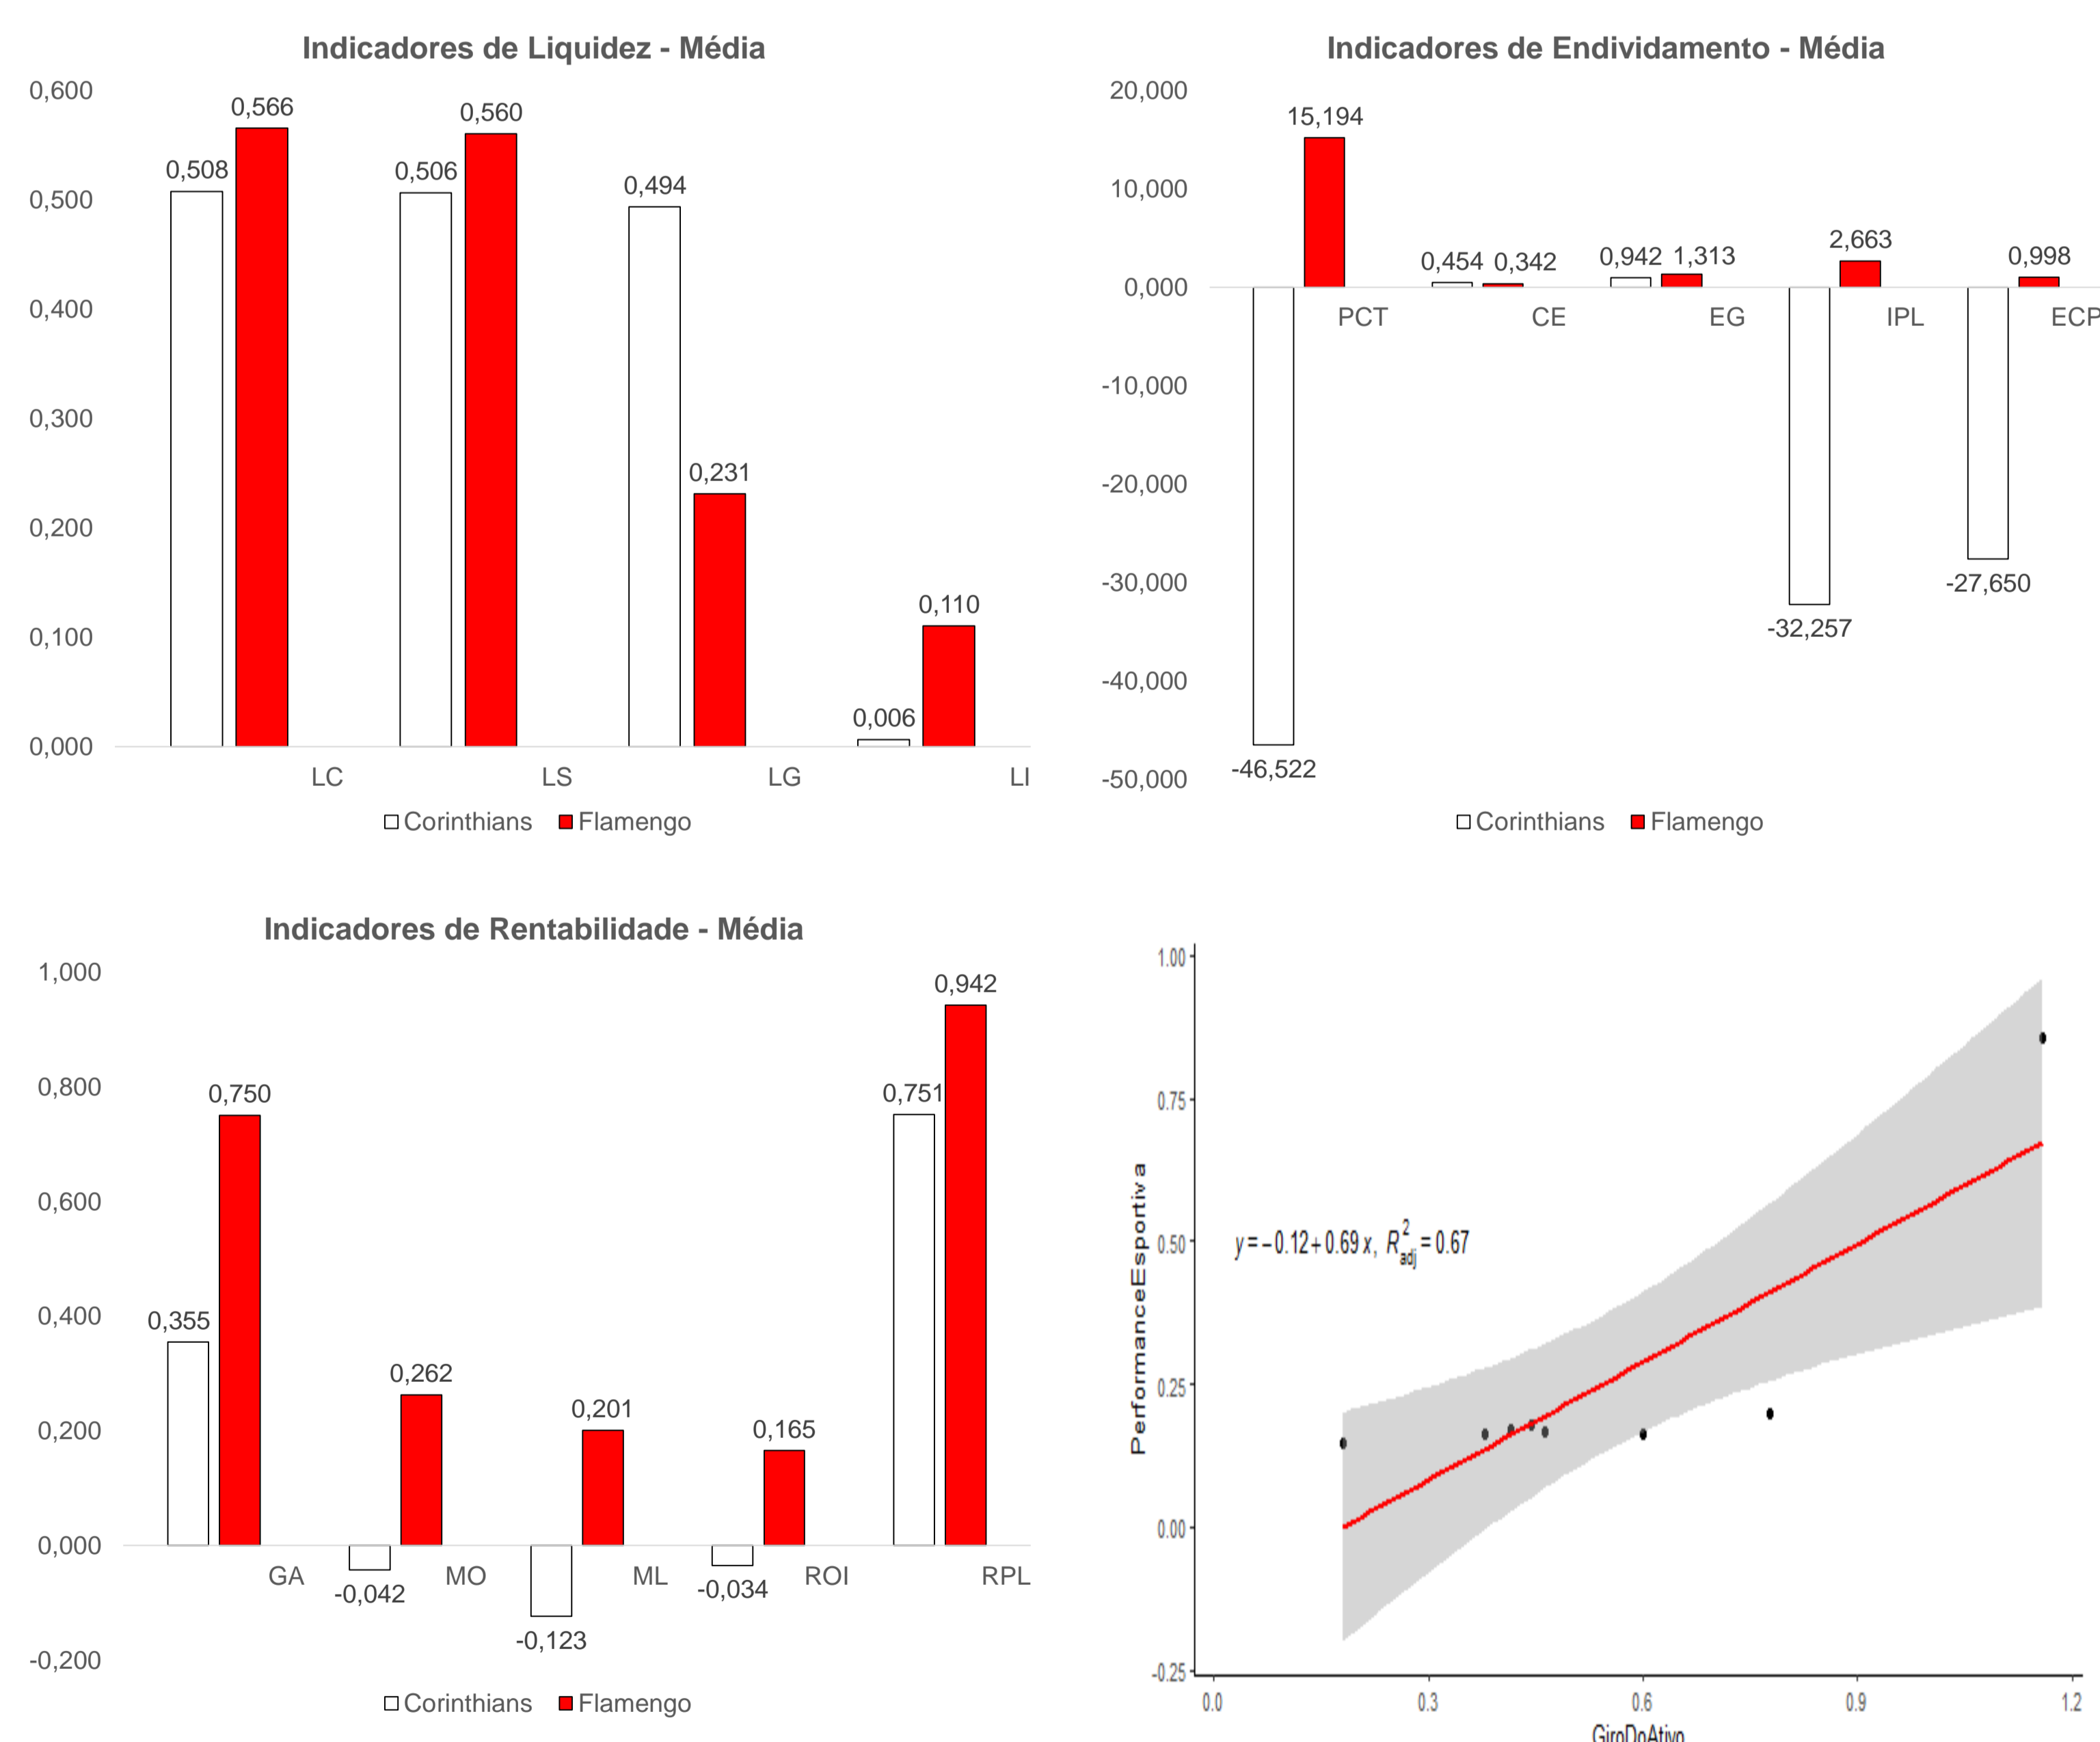 Indicadores de Liquidez - Média
0,600
0,500
0,400
0,300
0,200
0,100
0,000
0,508
0,566
0,506
0,560
0,494
0,231
0,006
0,110
LC
LS
LG
LI
Corinthians
Flamengo
Indicadores de Endividamento - Média
20,000
10,000
0,000
-10,000
-20,000
-30,000
-40,000
-50,000
15,194
0,454
0,342
0,942
1,313
2,663
0,998
PCT
CE
EG
IPL
ECP
-46,522
-32,257
-27,650
Corinthians
Flamengo
Indicadores de Rentabilidade - Média
1,000
0,800
0,600
0,400
0,200
0,000
-0,200
0,355
0,750
0,262
0,201
0,165
0,751
0,942
GA
MO
ML
ROI
RPL
-0,042
-0,123
-0,034
Corinthians
Flamengo
PerformanceEsportiva
1.00
0.75
0.50
0.25
0.00
-0.25
y = −0.12 + 0.69 x, R²adj = 0.67
0.0
0.3
0.6
0.9
1.2
GiroDoAtivo